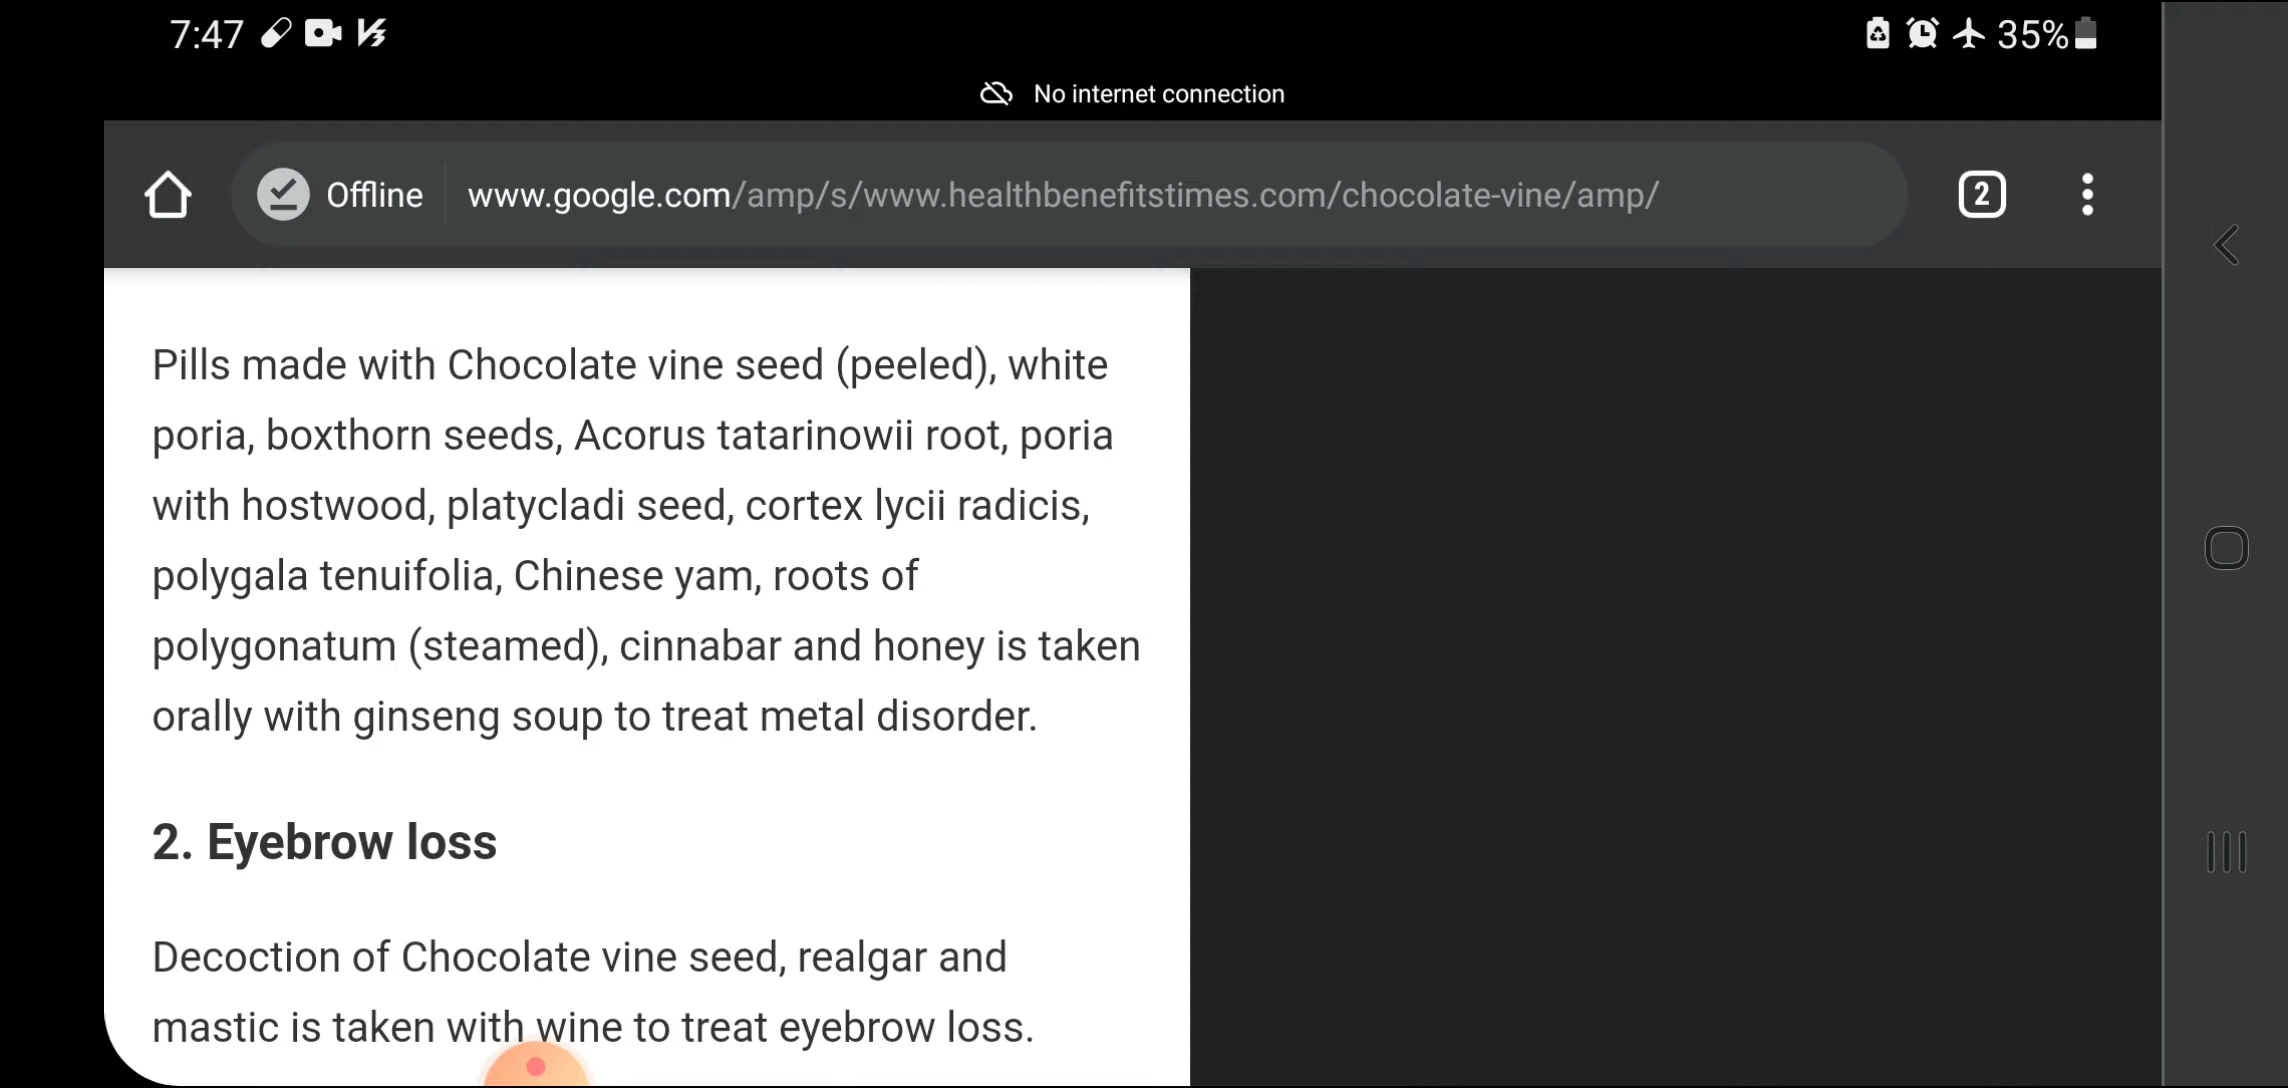 7:47
35%
No internet connection
Offline www.google.com/amp/s/www.healthbenefitstimes.com/chocolate-vine/amp/
2
Pills made with Chocolate vine seed (peeled), white
poria, boxthorn seeds, Acorus tatarinowii root, poria
with hostwood, platycladi seed, cortex lycii radicis,
polygala tenuifolia, Chinese yam, roots of
polygonatum (steamed), cinnabar and honey is taken
orally with ginseng soup to treat metal disorder.
2. Eyebrow loss
Decoction of Chocolate vine seed, realgar and
mastic is taken with wine to treat eyebrow loss.